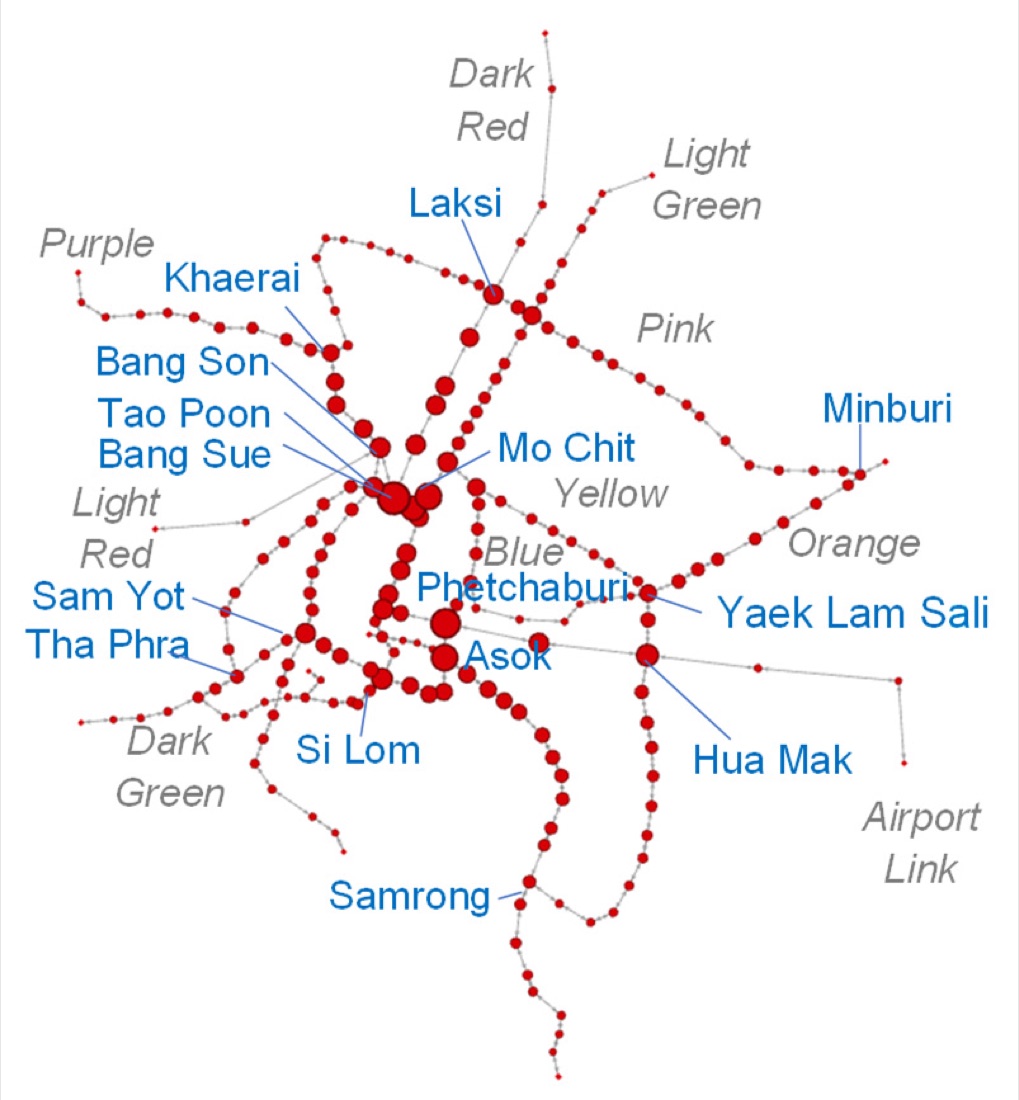 Dark
Red
Light
Green
Laksi
Purple
Khaerai
Pink
Bang Son
Tao Poon
Bang Sue
Minburi
Mo Chit
Yellow
Light
Red
Blue
Orange
Phetchaburi
Sam Yot
Yaek Lam Sali
Tha Phra
Asok
Dark
Green
Si Lom
Hua Mak
Airport
Link
Samrong